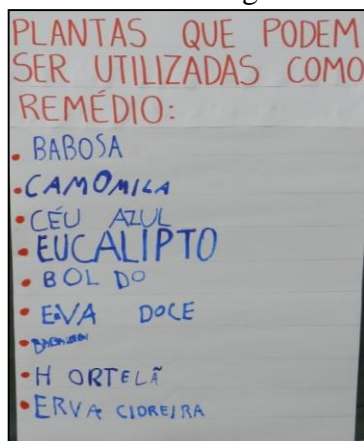 PLANTAS QUE PODEM
SER UTILIZADAS COMO
REMÉDIO:
• BABOSA
• CAMOMILA
• CÉU AZUL
• EUCALIPTO
• BOL DO
• EVA DOCE
•
• H ORTELÃ
• ERVA CIDREIRA